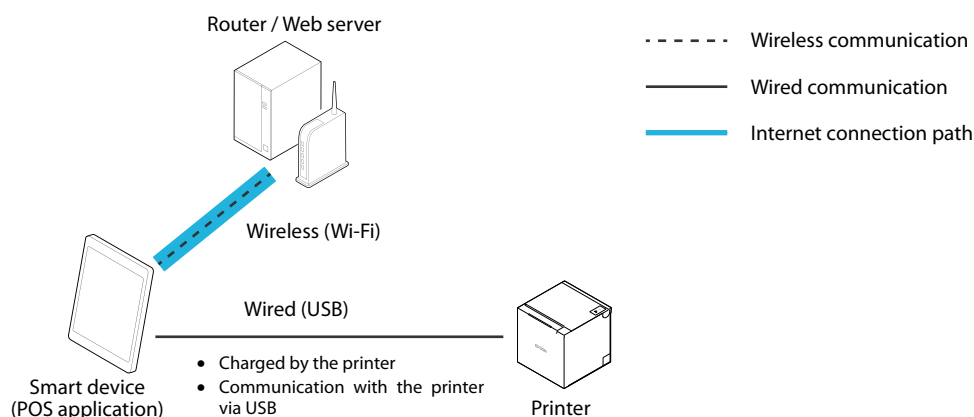 Router / Web server
Wireless communication
Wired communication
Internet connection path
Wireless (Wi-Fi)
Wired (USB)
• Charged by the printer
• Communication with the printer
via USB
Smart device
(POS application)
Printer
EPSON